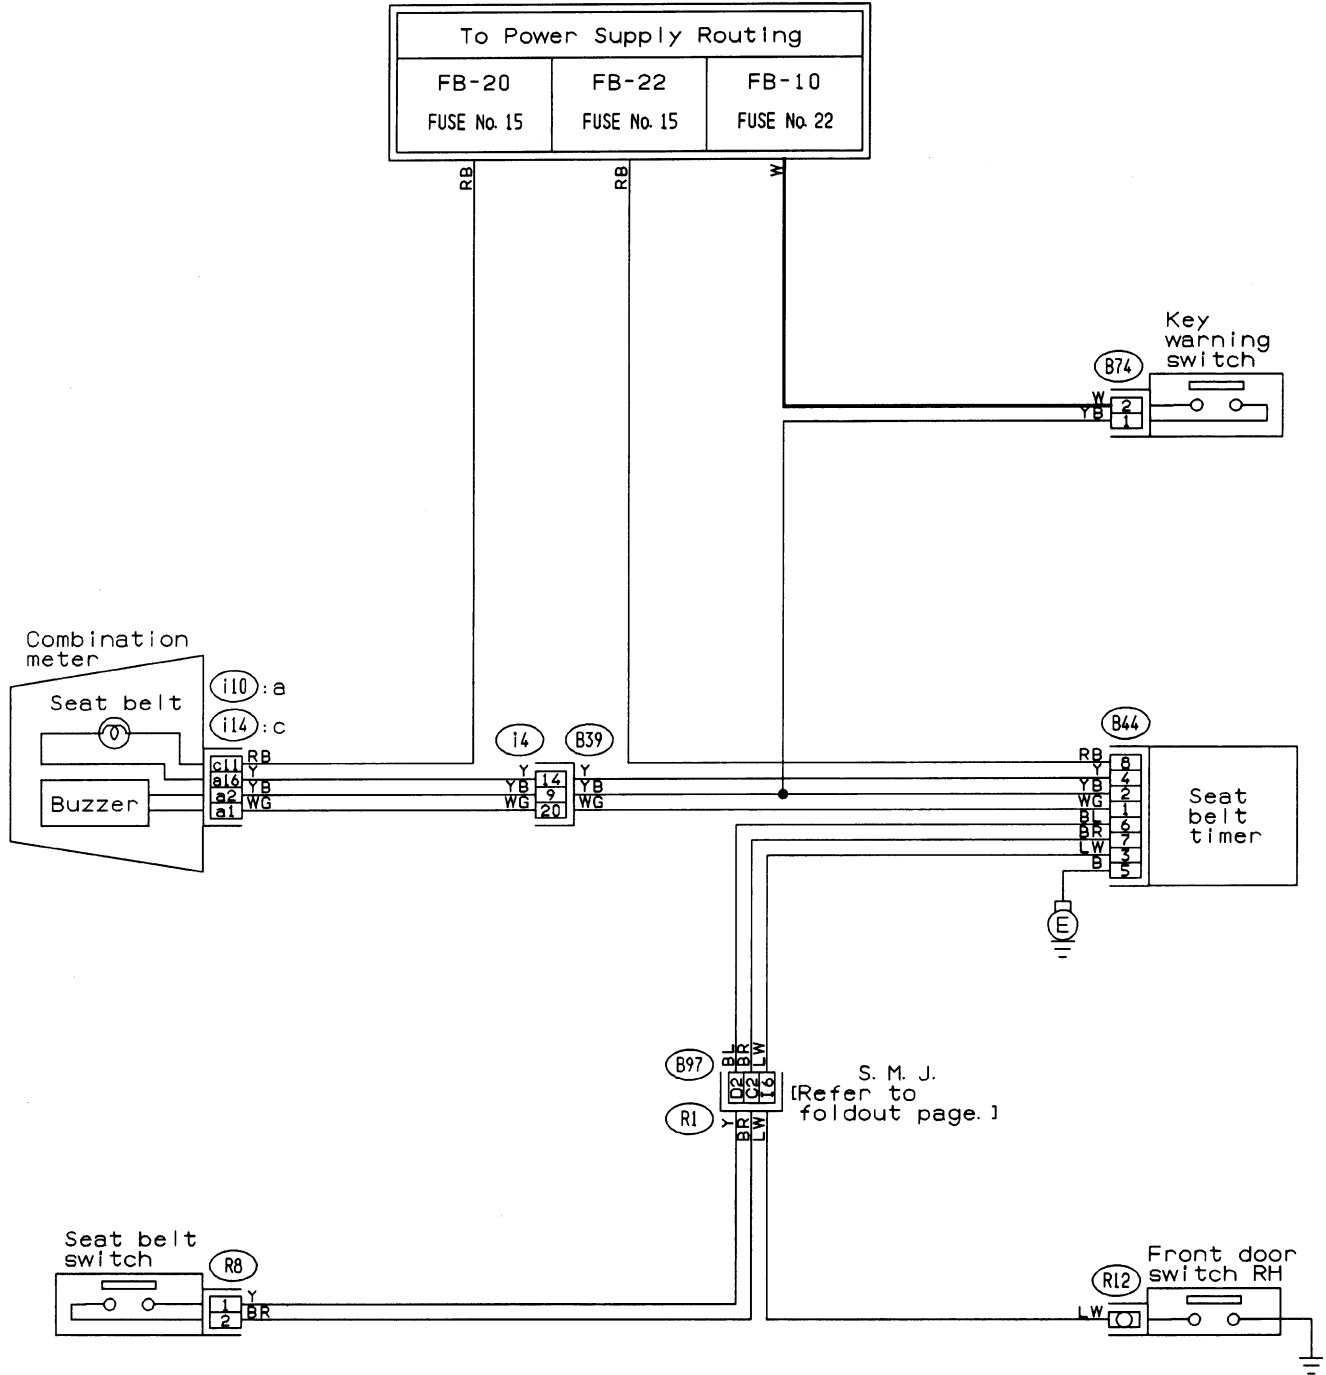 To Power Supply Routing
FB-20 FB-22 FB-10
FUSE No. 15 FUSE No. 15 FUSE No. 22
RB RB W
Key
warning
switch
B74
W 2
YB 1
Combination
meter
i10 :a
Seat belt
i14 :c
i4 B39 B44
c11 RB RB 8
a16 Y Y 14 Y Y 4
a2 YB YB 9 YB YB 2
a1 WG WG 20 WG WG 1
Buzzer
BL 6
BR 7
LW 3
B 5
Seat
belt
timer
E
BL BR LW
B97
D2 C2 I6
S. M. J.
[Refer to
foldout page.]
R1
Y BR LW
Seat belt
switch
R8
1 Y
2 BR
Front door
switch RH
R12
LW